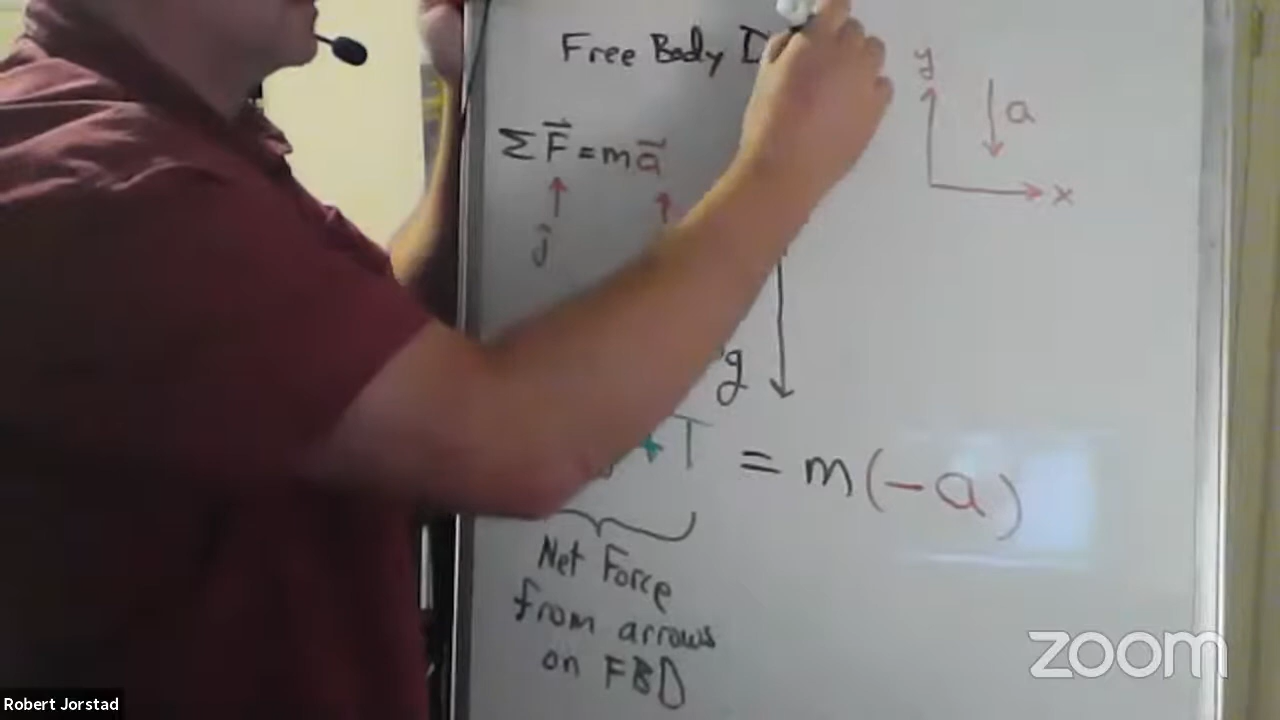 Free Body D
y
a
x
ΣF⃗ = ma⃗
j⃗
g
+ T = m(-a)
Net Force
from arrows
on FBD
zoom
Robert Jorstad